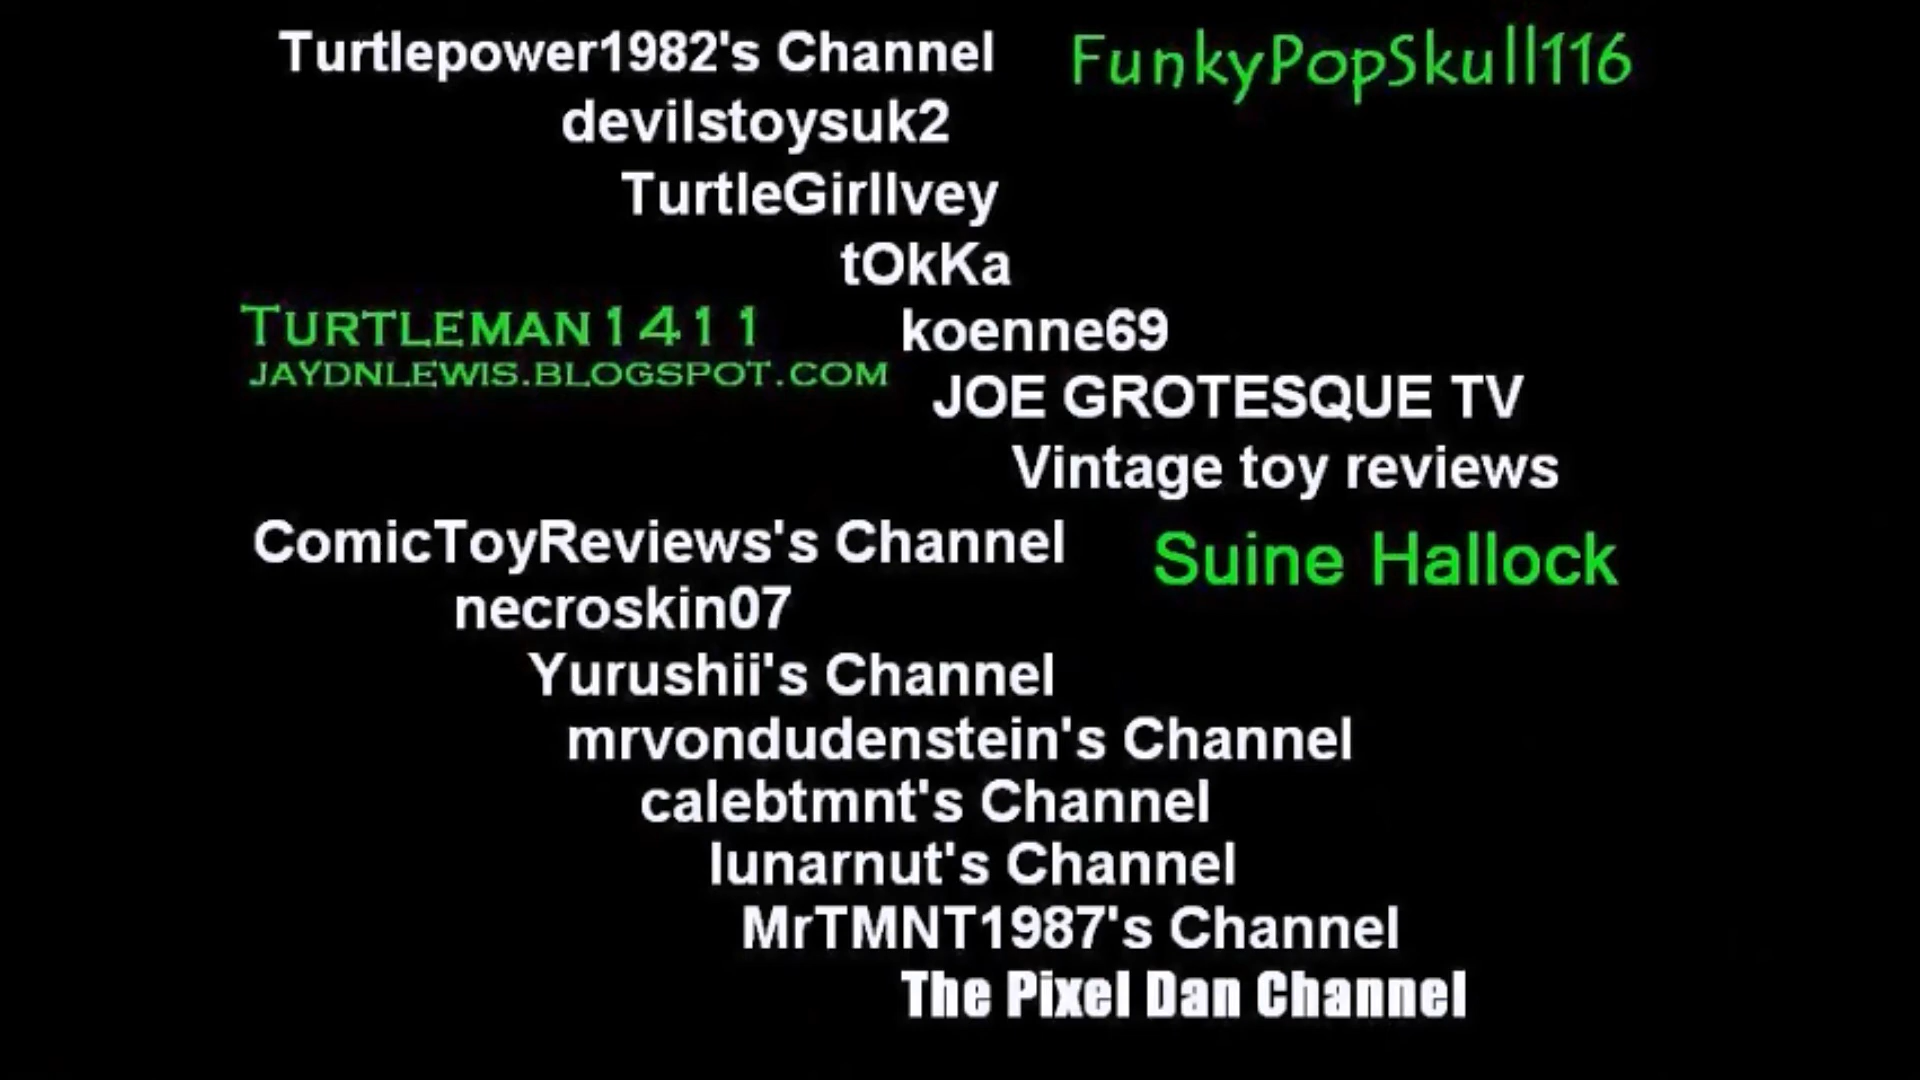 Turtlepower1982's Channel
FunkyPopSkull116
devilstoysuk2
TurtleGirlIvey
tOkKa
TURTLEMAN1411
koenne69
JAYDNLEWIS.BLOGSPOT.COM
JOE GROTESQUE TV
Vintage toy reviews
ComicToyReviews's Channel
Suine Hallock
necroskin07
Yurushii's Channel
mrvondudenstein's Channel
calebtmnt's Channel
lunarnut's Channel
MrTMNT1987's Channel
The Pixel Dan Channel